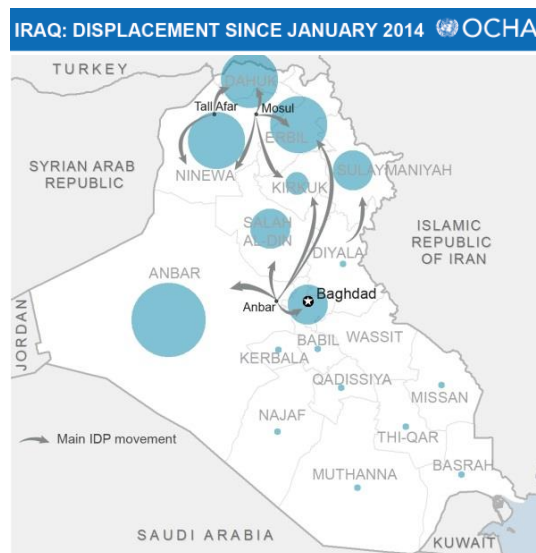 IRAQ: DISPLACEMENT SINCE JANUARY 2014 OCHA
TURKEY
DAHUK
Tall Afar
Mosul
ERBIL
SYRIAN ARAB
REPUBLIC
NINEWA
KIRKUK
SULAYMANIYAH
SALAH
AL-DIN
ISLAMIC
REPUBLIC
OF IRAN
DIYALA
ANBAR
Baghdad
Anbar
JORDAN
BABIL
WASSIT
KERBALA
QADISSIYA
MISSAN
NAJAF
THI-QAR
Main IDP movement
MUTHANNA
BASRAH
SAUDI ARABIA
KUWAIT